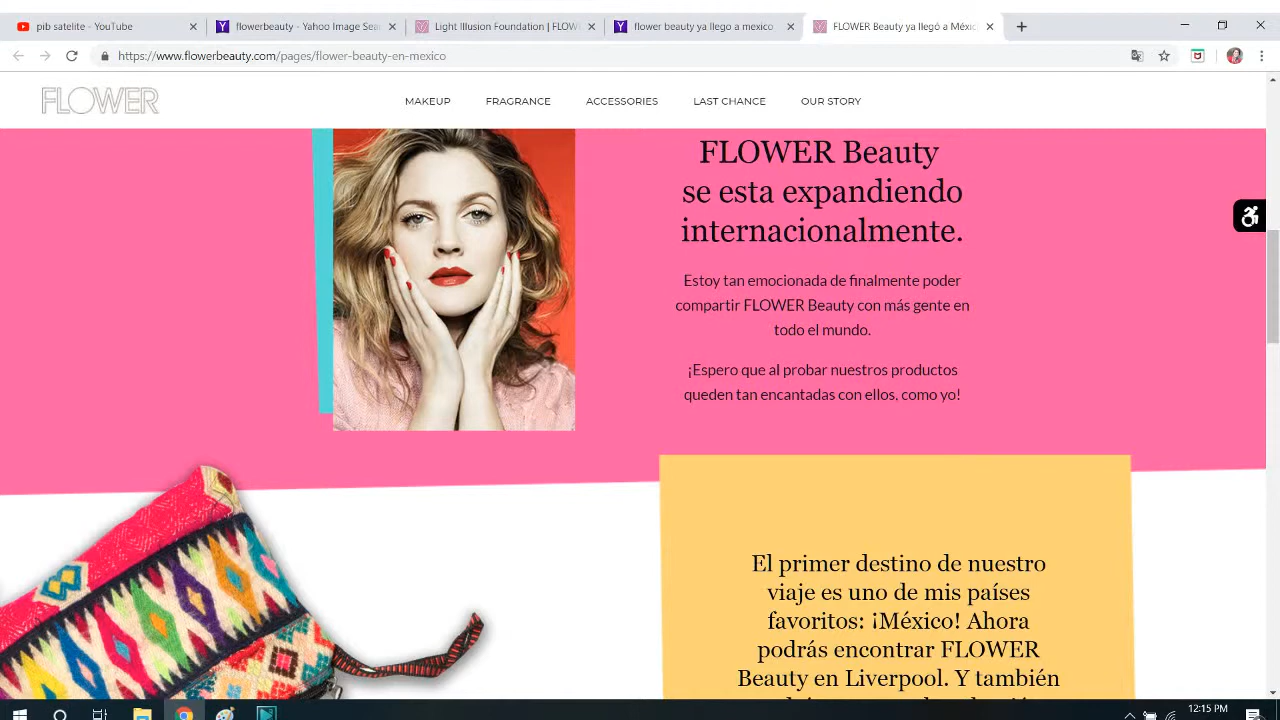 pib satelite - YouTube
flowerbeauty - Yahoo Image Sea
Light Illusion Foundation | FLOW
flower beauty ya llego a mexico
FLOWER Beauty ya llegó a Méxi
https://www.flowerbeauty.com/pages/flower-beauty-en-mexico
FLOWER
MAKEUP
FRAGRANCE
ACCESSORIES
LAST CHANCE
OUR STORY
FLOWER Beauty
se esta expandiendo
internacionalmente.
Estoy tan emocionada de finalmente poder
compartir FLOWER Beauty con más gente en
todo el mundo.
¡Espero que al probar nuestros productos
queden tan encantadas con ellos, como yo!
El primer destino de nuestro
viaje es uno de mis países
favoritos: ¡México! Ahora
podrás encontrar FLOWER
Beauty en Liverpool. Y también
12:15 PM